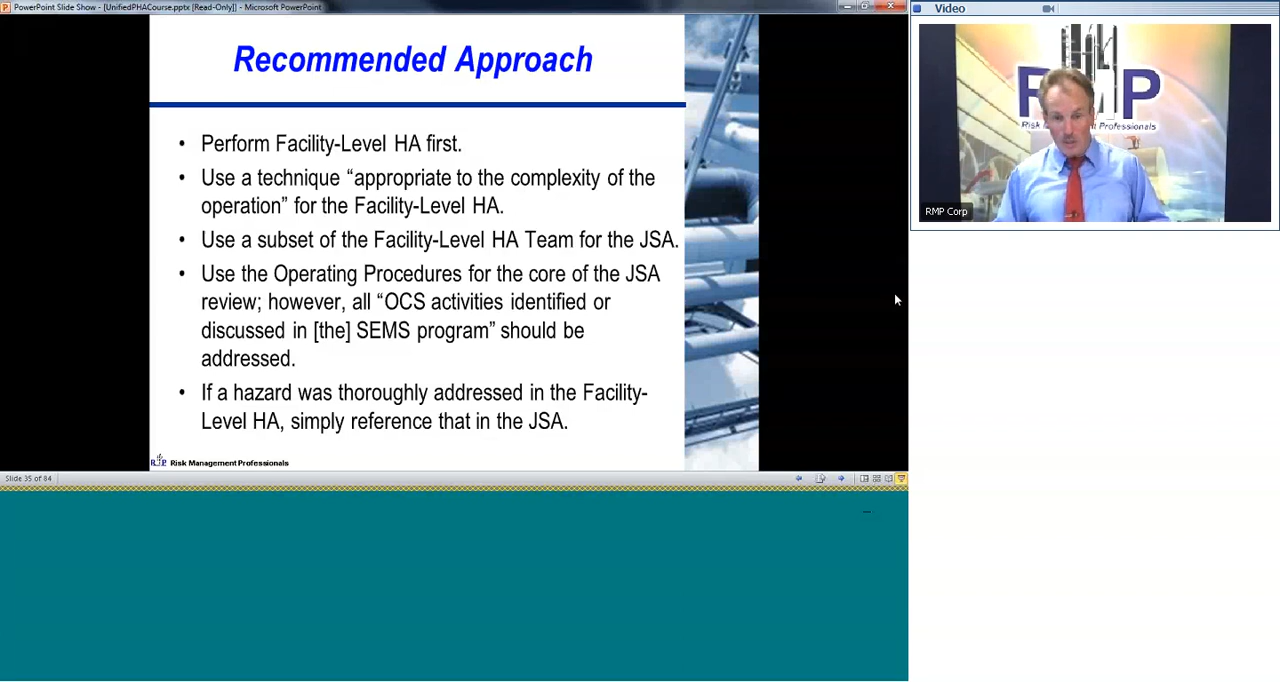 PowerPoint Slide Show - [UnifiedPHACourse.pptx [Read-Only]] - Microsoft PowerPoint
Video
Recommended Approach
• Perform Facility-Level HA first.
• Use a technique “appropriate to the complexity of the
operation” for the Facility-Level HA.
• Use a subset of the Facility-Level HA Team for the JSA.
• Use the Operating Procedures for the core of the JSA
review; however, all “OCS activities identified or
discussed in [the] SEMS program” should be
addressed.
• If a hazard was thoroughly addressed in the Facility-
Level HA, simply reference that in the JSA.
Risk Management Professionals
Slide 35 of 84
RMP
Professionals
RMP Corp